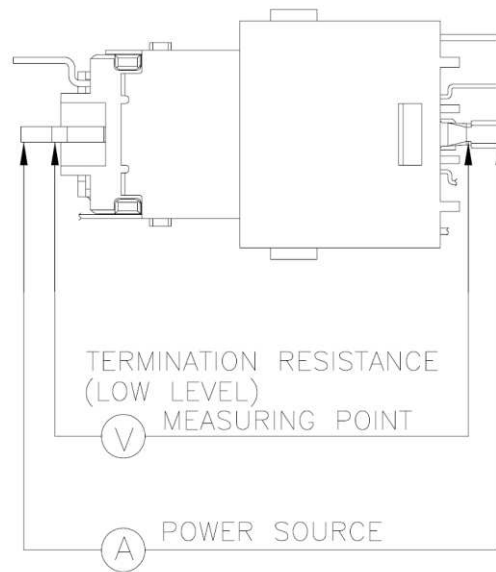 TERMINATION RESISTANCE
(LOW LEVEL)
MEASURING POINT
V
POWER SOURCE
A